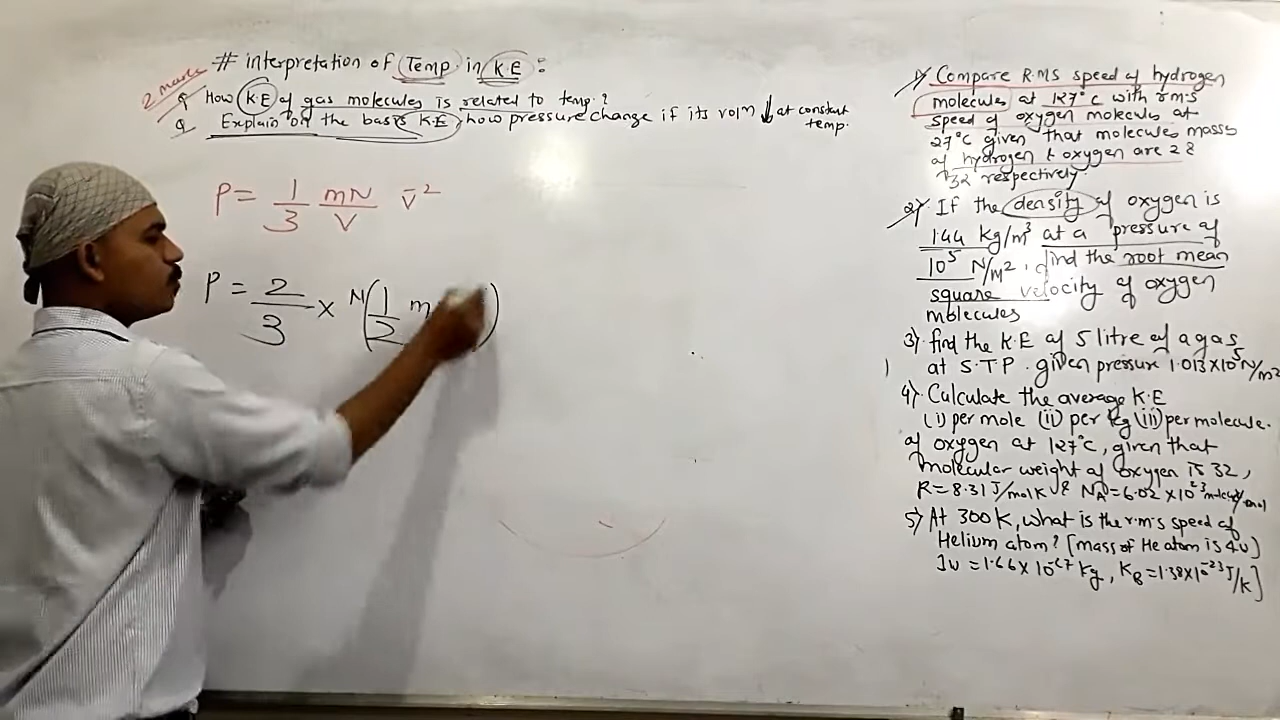 # interpretation of Temp. in K.E :
2 marks
Q How K.E of gas molecules is related to temp.?
Q Explain on the basis K.E, how pressure change if its volm ↓ at constant
temp.
P = 1/3 mN/V v̄²
P = 2/3 × N(1/2 m )
1) Compare R.M.S speed of hydrogen
molecules at 127°C with r.m.s
speed of oxygen molecules at
27°C given that molecules masses
of hydrogen & oxygen are 2 &
32 respectively.
2) If the density of oxygen is
1.44 kg/m³ at a pressure of
10⁵ N/m², find the root mean
square velocity of oxygen
molecules
3) find the K.E of 5 litre of a gas
at S.T.P. given pressure 1.013×10⁵N/m²
4) Calculate the average K.E
(i) per mole (ii) per kg (iii) per molecule.
of oxygen at 127°C, given that
molecular weight of oxygen is 32,
R=8.31 J/mol K & N_A=6.02×10²³
5) At 300K, what is the r.m.s speed of
Helium atom? [mass of He atom is 4u]
1u = 1.66×10⁻²⁷ Kg, K_B=1.38×10⁻²³J/K]